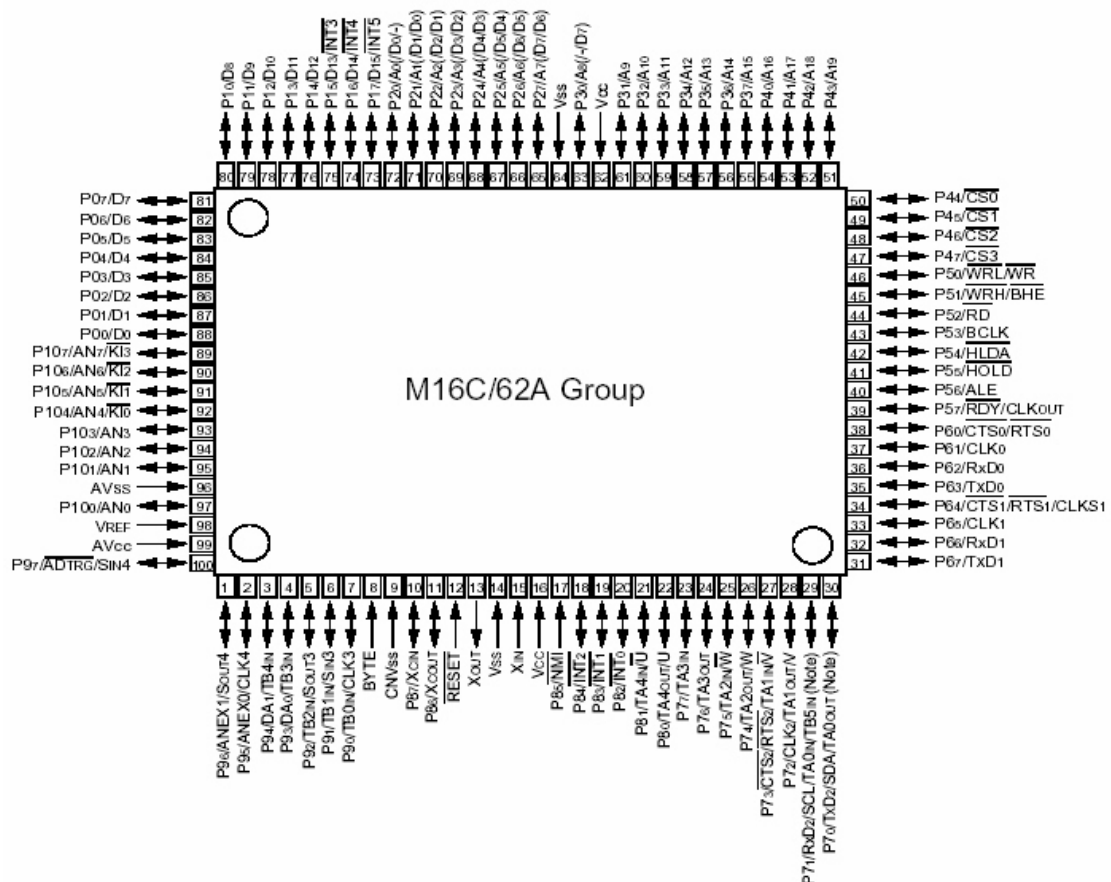 P10/D8
P11/D9
P12/D10
P13/D11
P14/D12
P15/D13/INT3
P16/D14/INT4
P17/D15/INT5
P20/A0(/D0/-)
P21/A1(/D1/D0)
P22/A2(/D2/D1)
P23/A3(/D3/D2)
P24/A4(/D4/D3)
P25/A5(/D5/D4)
P26/A6(/D6/D5)
P27/A7(/D7/D6)
Vss
P30/A8(/-/D7)
Vcc
P31/A9
P32/A10
P33/A11
P34/A12
P35/A13
P36/A14
P37/A15
P40/A16
P41/A17
P42/A18
P43/A19
80 79 78 77 76 75 74 73 72 71 70 69 68 67 66 65 64 63 62 61 60 59 58 57 56 55 54 53 52 51
P07/D7 81
P06/D6 82
P05/D5 83
P04/D4 84
P03/D3 85
P02/D2 86
P01/D1 87
P00/D0 88
P107/AN7/KI3 89
P106/AN6/KI2 90
P105/AN5/KI1 91
P104/AN4/KI0 92
P103/AN3 93
P102/AN2 94
P101/AN1 95
AVSS 96
P100/AN0 97
VREF 98
AVcc 99
P97/ADTRG/SIN4 100
M16C/62A Group
50 P44/CS0
49 P45/CS1
48 P46/CS2
47 P47/CS3
46 P50/WRL/WR
45 P51/WRH/BHE
44 P52/RD
43 P53/BCLK
42 P54/HLDA
41 P55/HOLD
40 P56/ALE
39 P57/RDY/CLKOUT
38 P60/CTS0/RTS0
37 P61/CLK0
36 P62/RxD0
35 P63/TxD0
34 P64/CTS1/RTS1/CLKS1
33 P65/CLK1
32 P66/RxD1
31 P67/TxD1
1 2 3 4 5 6 7 8 9 10 11 12 13 14 15 16 17 18 19 20 21 22 23 24 25 26 27 28 29 30
P96/ANEX1/SOUT4
P95/ANEX0/CLK4
P94/DA1/TB4IN
P93/DA0/TB3IN
P92/TB2IN/SOUT3
P91/TB1IN/SIN3
P90/TB0IN/CLK3
BYTE
CNVss
P87/XCIN
P86/XCOUT
RESET
XOUT
Vss
XIN
Vcc
P85/NMI
P84/INT2
P83/INT1
P82/INT0
P81/TA4IN/U
P80/TA4OUT/U
P77/TA3IN
P76/TA3OUT
P75/TA2IN/W
P74/TA2OUT/W
P73/CTS2/RTS2/TA1IN/V
P72/CLK2/TA1OUT/V
P71/RxD2/SCL/TA0IN/TB5IN (Note)
P70/TxD2/SDA/TA0OUT (Note)